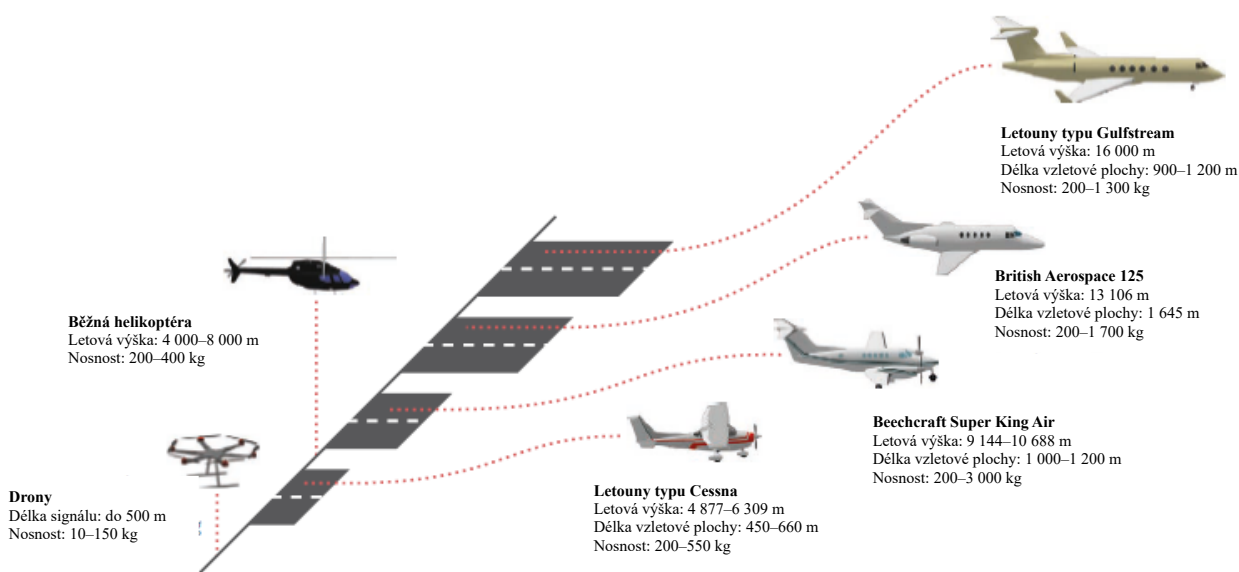 Letouny typu Gulfstream
Letová výška: 16 000 m
Délka vzletové plochy: 900–1 200 m
Nosnost: 200–1 300 kg
British Aerospace 125
Letová výška: 13 106 m
Délka vzletové plochy: 1 645 m
Nosnost: 200–1 700 kg
Běžná helikoptéra
Letová výška: 4 000–8 000 m
Nosnost: 200–400 kg
Beechcraft Super King Air
Letová výška: 9 144–10 688 m
Délka vzletové plochy: 1 000–1 200 m
Nosnost: 200–3 000 kg
Letouny typu Cessna
Letová výška: 4 877–6 309 m
Délka vzletové plochy: 450–660 m
Nosnost: 200–550 kg
Drony
Délka signálu: do 500 m
Nosnost: 10–150 kg